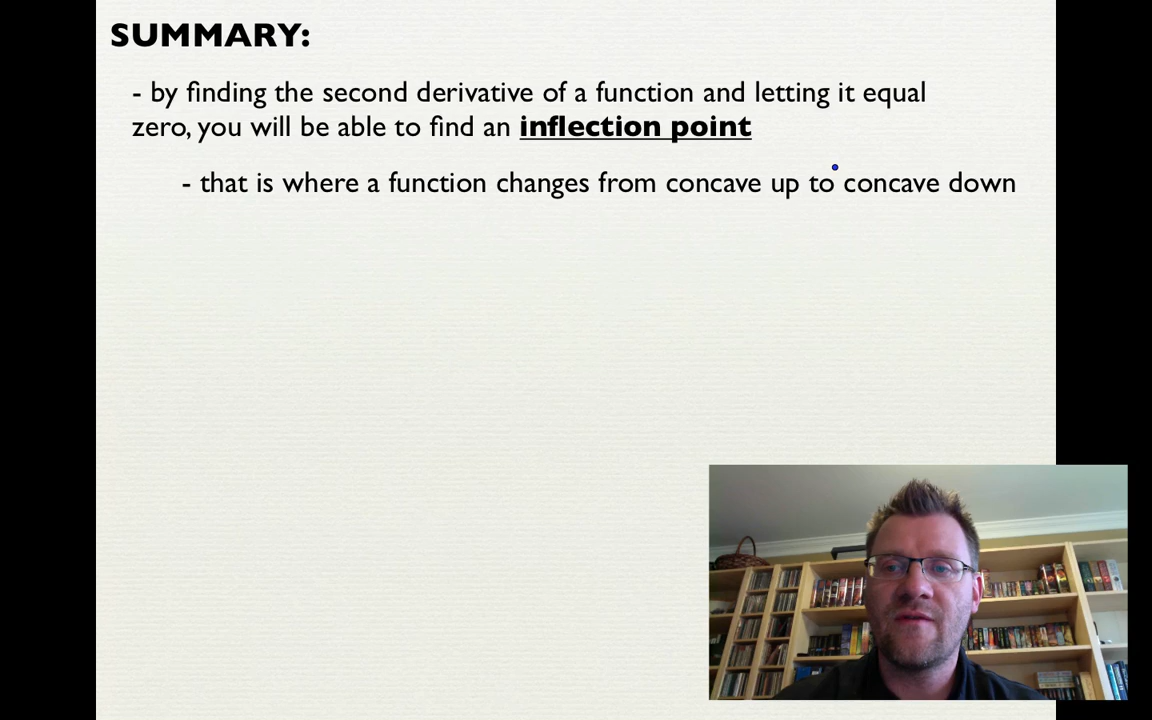 SUMMARY:
- by finding the second derivative of a function and letting it equal
zero, you will be able to find an inflection point
- that is where a function changes from concave up to concave down